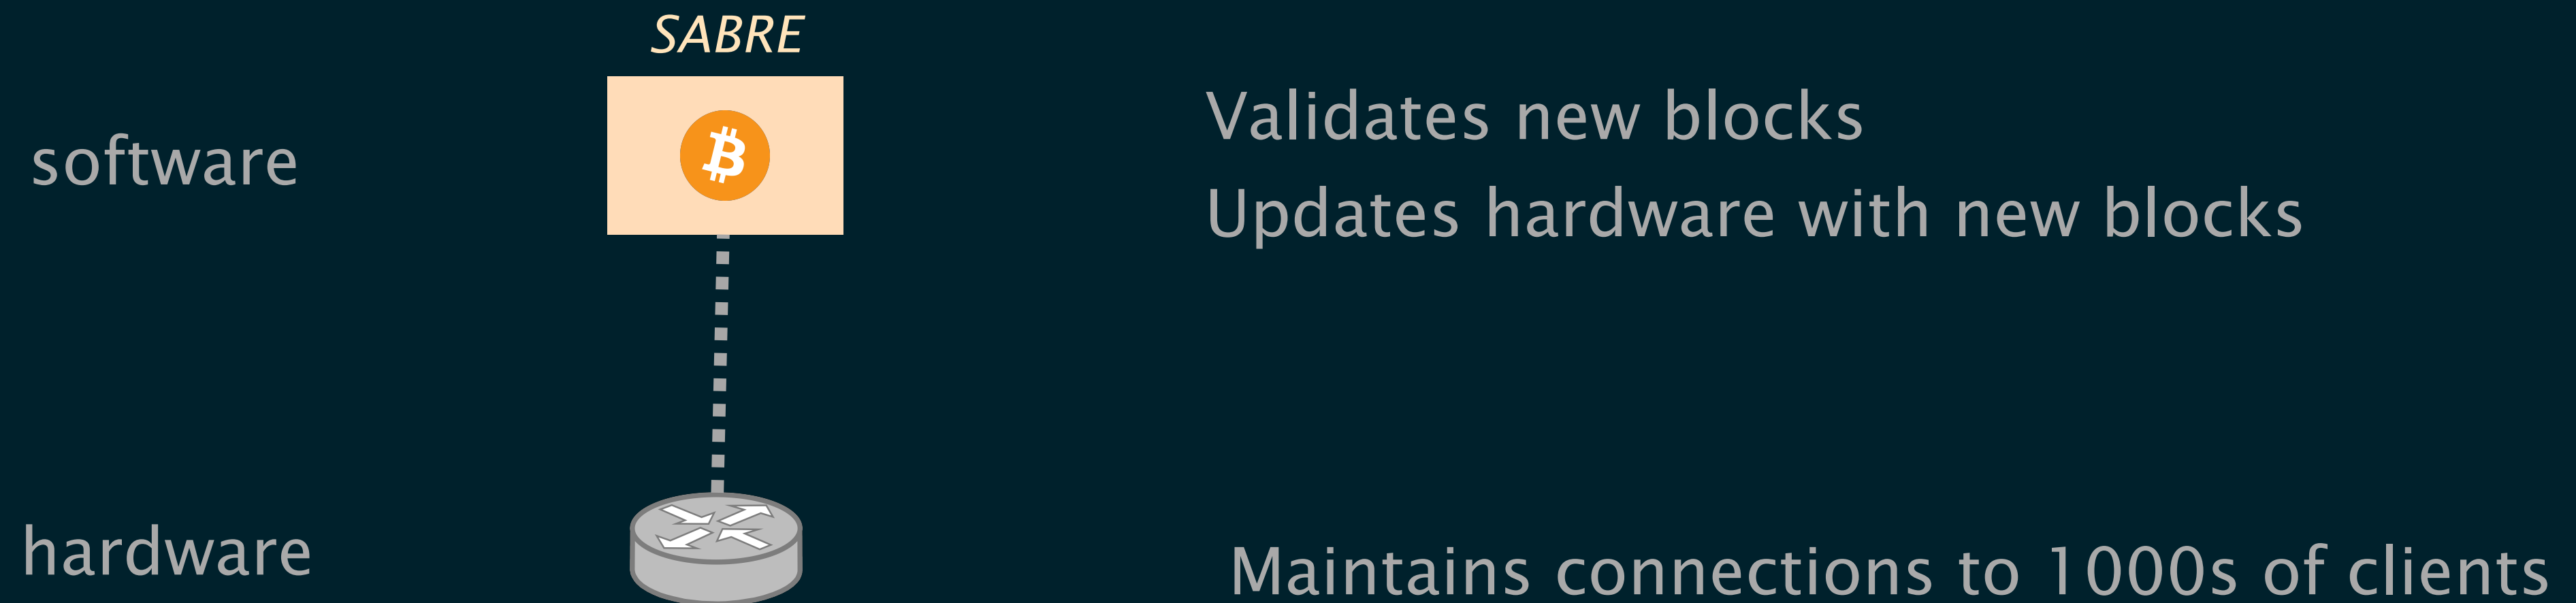 SABRE
software
Validates new blocks
Updates hardware with new blocks
hardware
Maintains connections to 1000s of clients